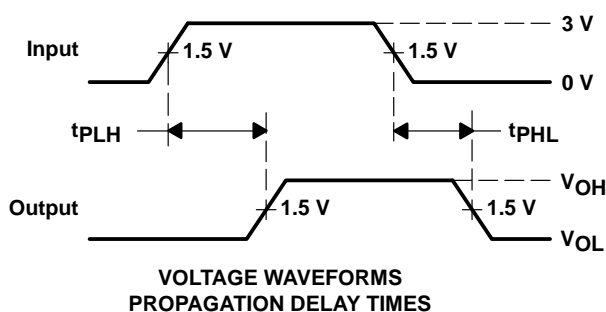 3 V
Input
1.5 V
1.5 V
0 V
tPLH
tPHL
VOH
Output
1.5 V
1.5 V
VOL
VOLTAGE WAVEFORMS
PROPAGATION DELAY TIMES